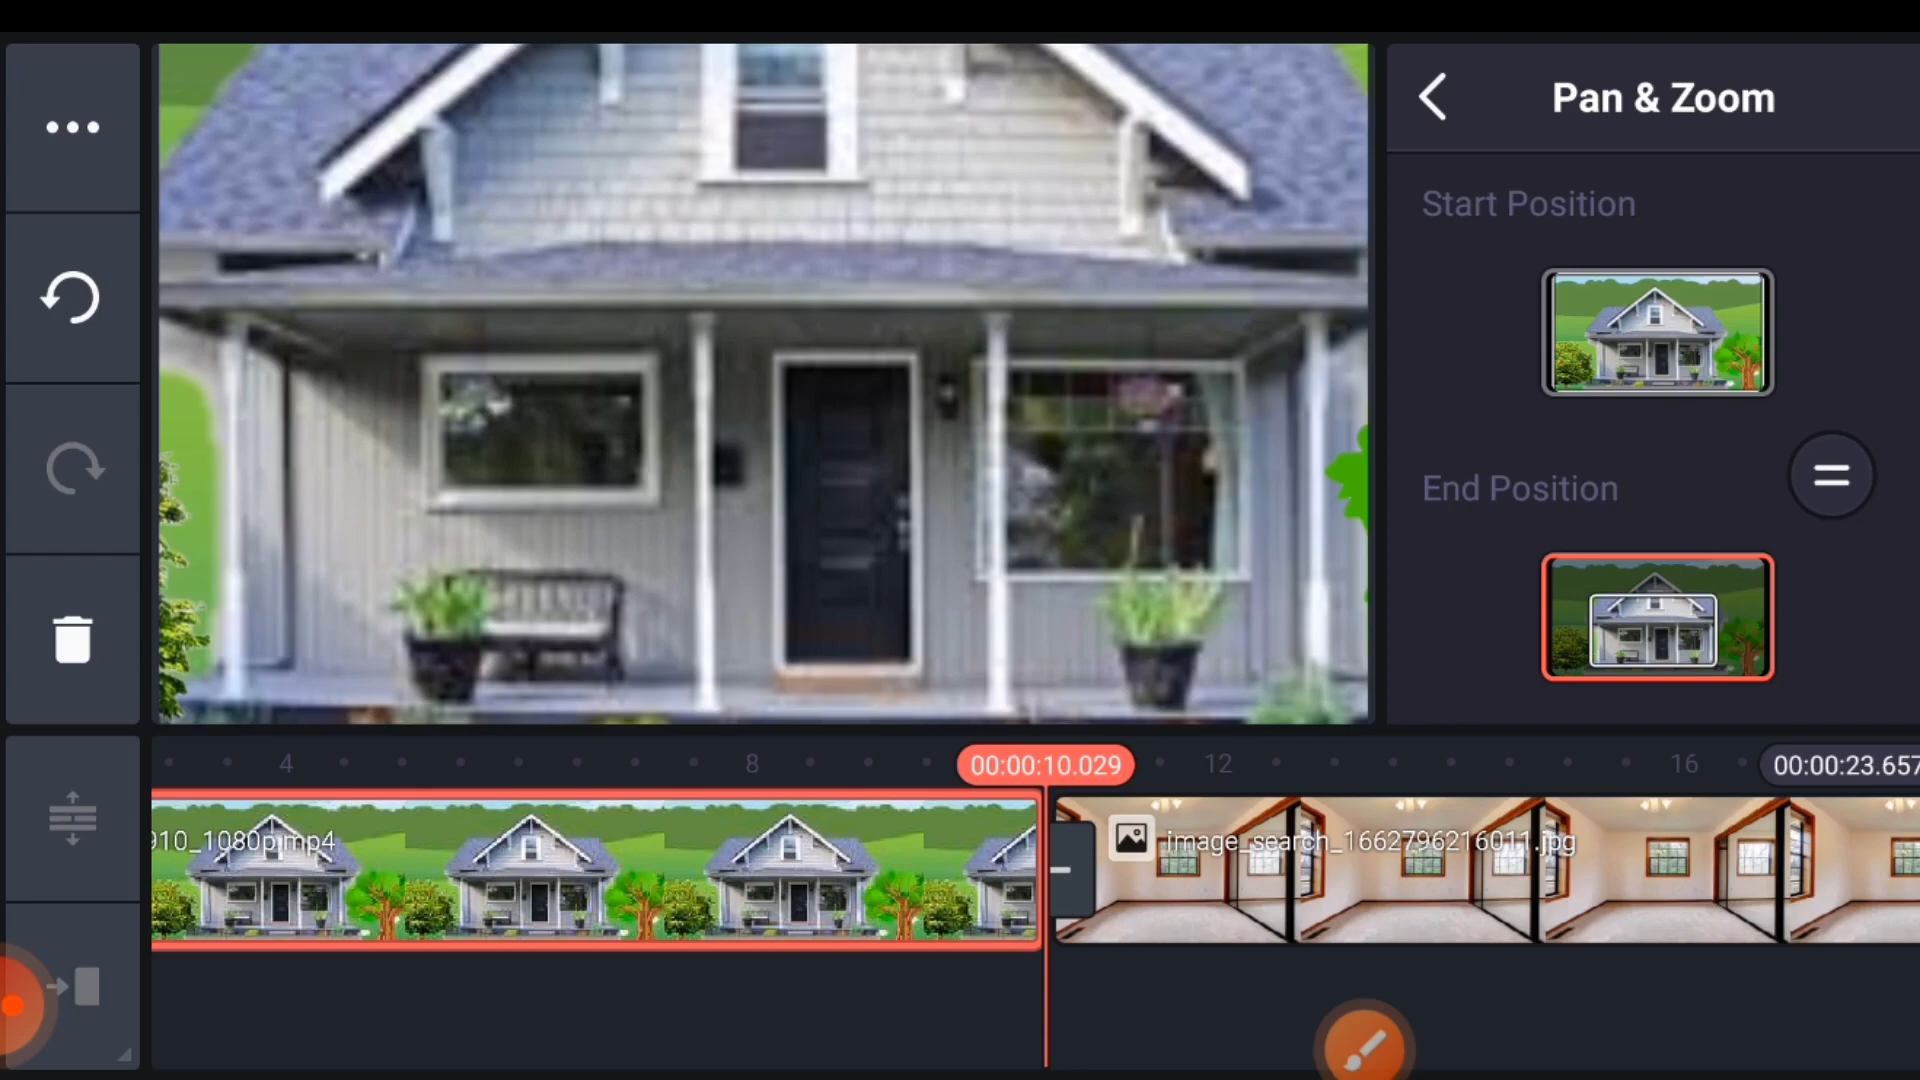 Pan & Zoom
Start Position
End Position
4
8
00:00:10.029
12
16
00:00:23.657
910_1080p.mp4
image_search_1662796216011.jpg